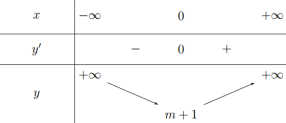 x −∞ 0 +∞
y′ − 0 +
+∞ +∞
y
m + 1